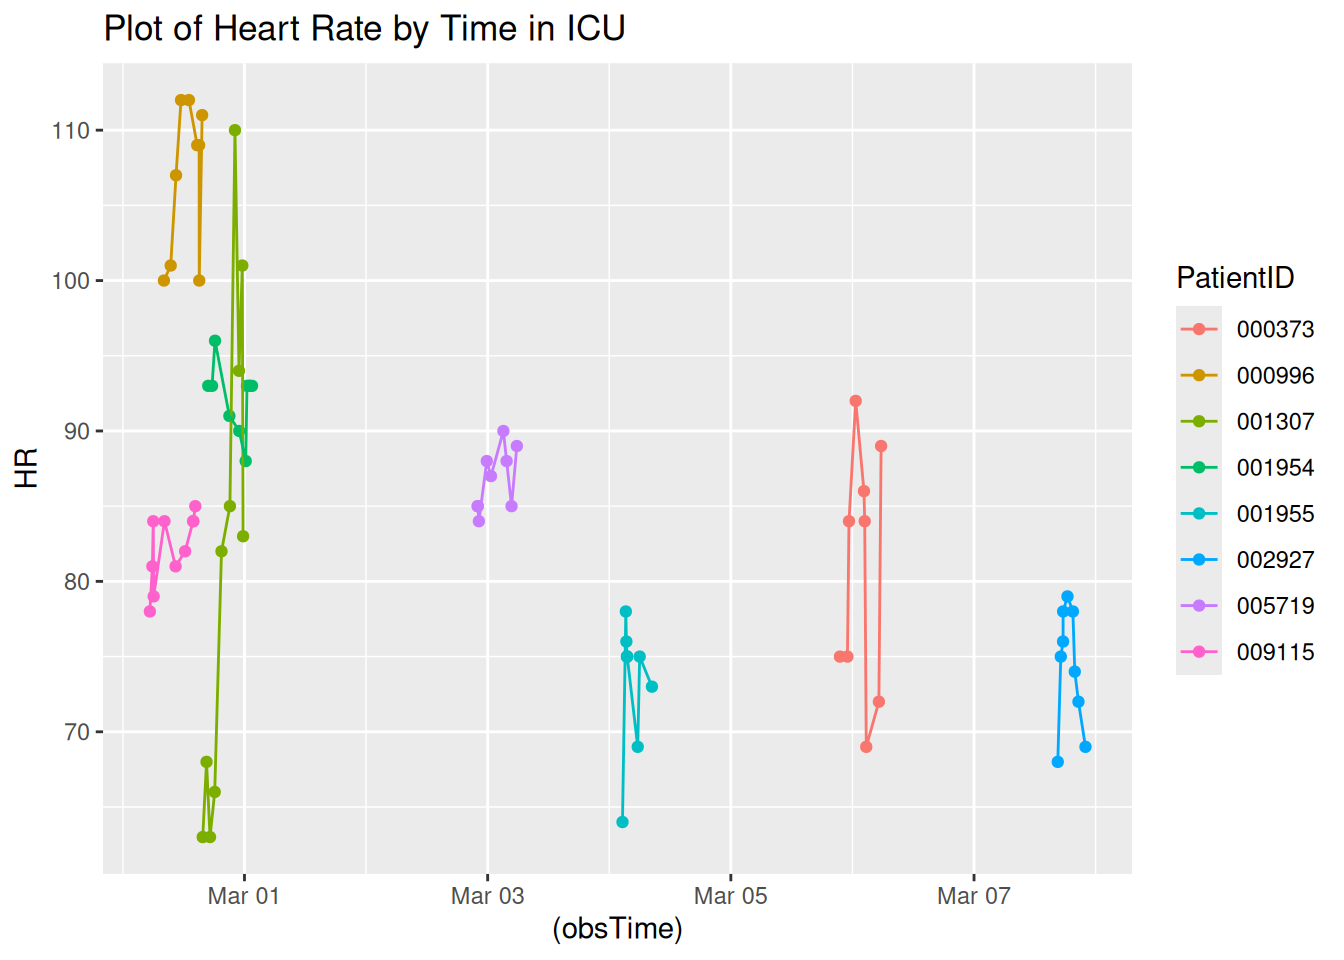 Plot of Heart Rate by Time in ICU
110
100
90
80
70
HR
Mar 01
Mar 03
Mar 05
Mar 07
(obsTime)
PatientID
000373
000996
001307
001954
001955
002927
005719
009115